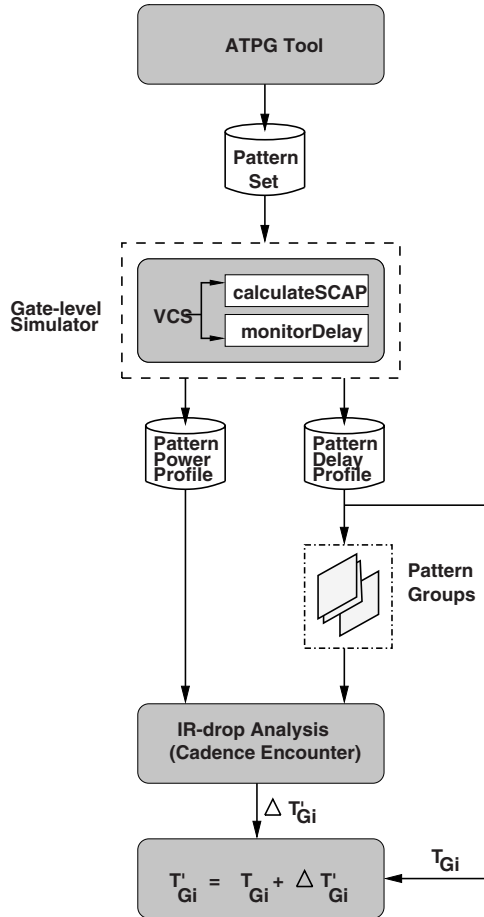 ATPG Tool
Pattern
Set
Gate-level
Simulator
VCS
calculateSCAP
monitorDelay
Pattern
Power
Profile
Pattern
Delay
Profile
Pattern
Groups
IR-drop Analysis
(Cadence Encounter)
△ T'Gi
TGi
T'Gi = TGi + △ T'Gi